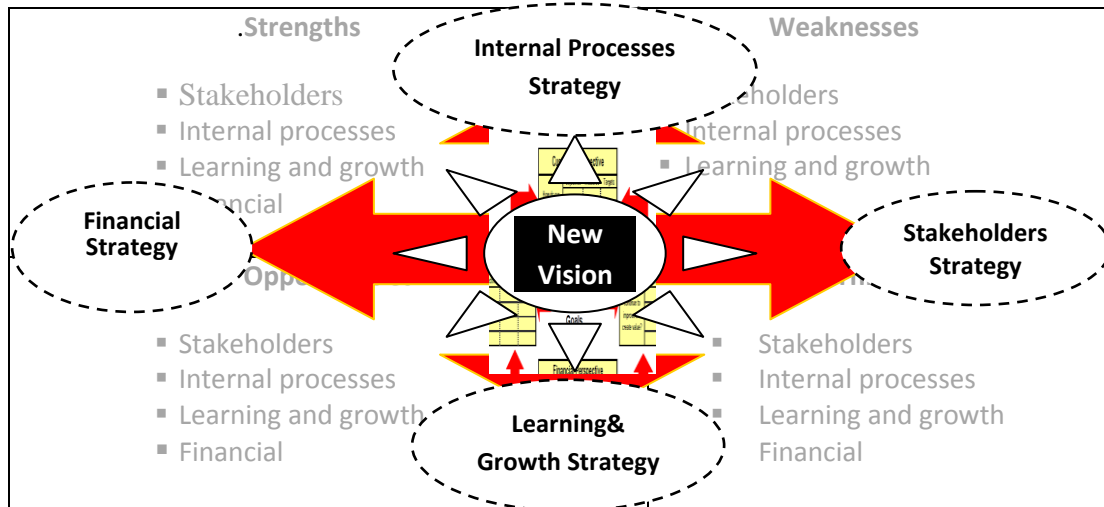 .Strengths
Internal Processes
Strategy
Weaknesses
▪ Stakeholders
▪ Internal processes
▪ Learning and growth
Internal processes
▪ Learning and growth
Financial
Strategy
New
Vision
Stakeholders
Strategy
Goals
▪ Stakeholders
▪ Internal processes
▪ Learning and growth
▪ Financial
Learning&
Growth Strategy
▪ Stakeholders
▪ Internal processes
▪ Learning and growth
Financial